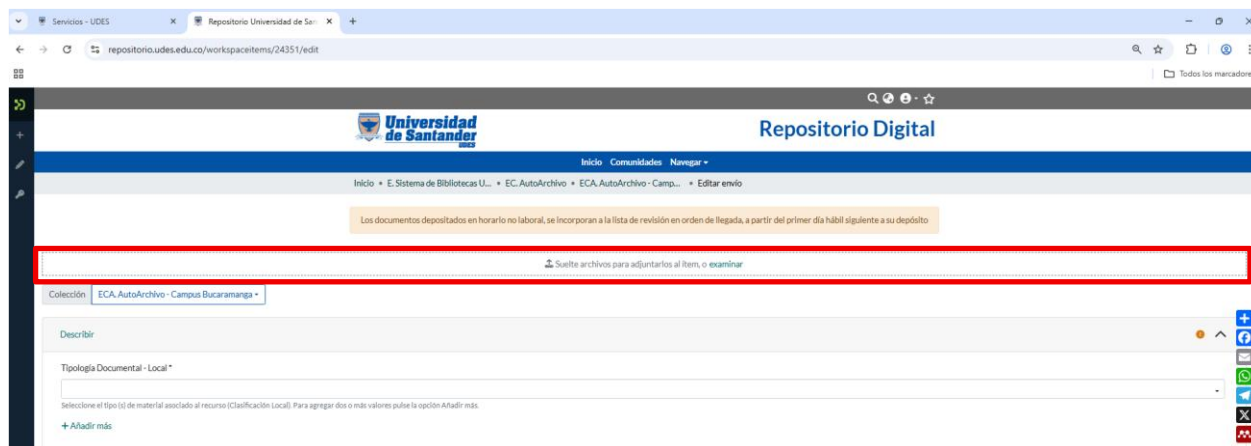 Servicios - UDES
Repositorio Universidad de San
repositorio.udes.edu.co/workspaceitems/24351/edit
Todos los marcadore
Universidad
de Santander
UDES
Repositorio Digital
Inicio Comunidades Navegar
Inicio • E. Sistema de Bibliotecas U... • EC. AutoArchivo • ECA. AutoArchivo - Camp... • Editar envío
Los documentos depositados en horario no laboral, se incorporan a la lista de revisión en orden de llegada, a partir del primer día hábil siguiente a su depósito
Suelte archivos para adjuntarlos al ítem, o examinar
Colección ECA. AutoArchivo - Campus Bucaramanga
Describir
Tipología Documental - Local *
Seleccione el tipo (s) de material asociado al recurso (Clasificación Local). Para agregar dos o más valores pulse la opción Añadir más.
+ Añadir más